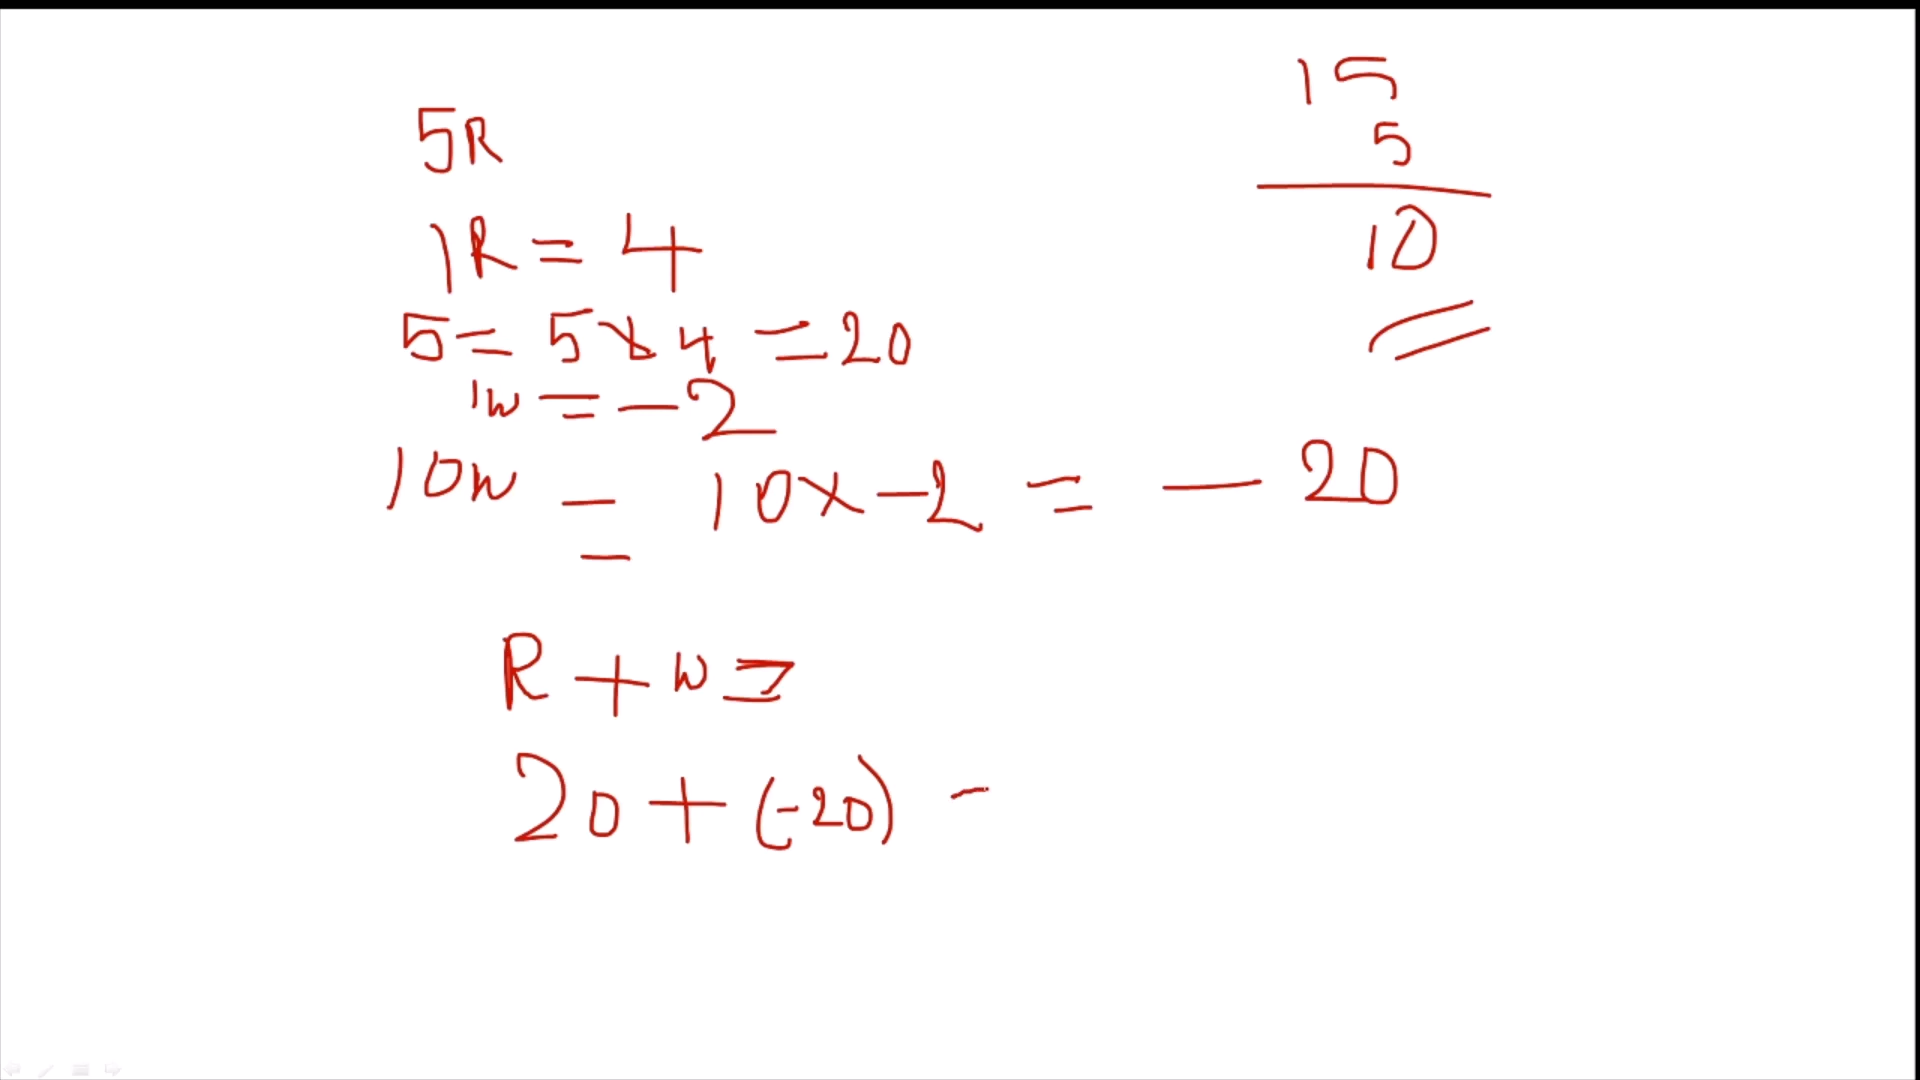 5R
1R = 4
5 = 5 x 4 = 20
1w = -2
10w = 10 x -2 = - 20
R + w =
20 + (-20) -
15
5
10